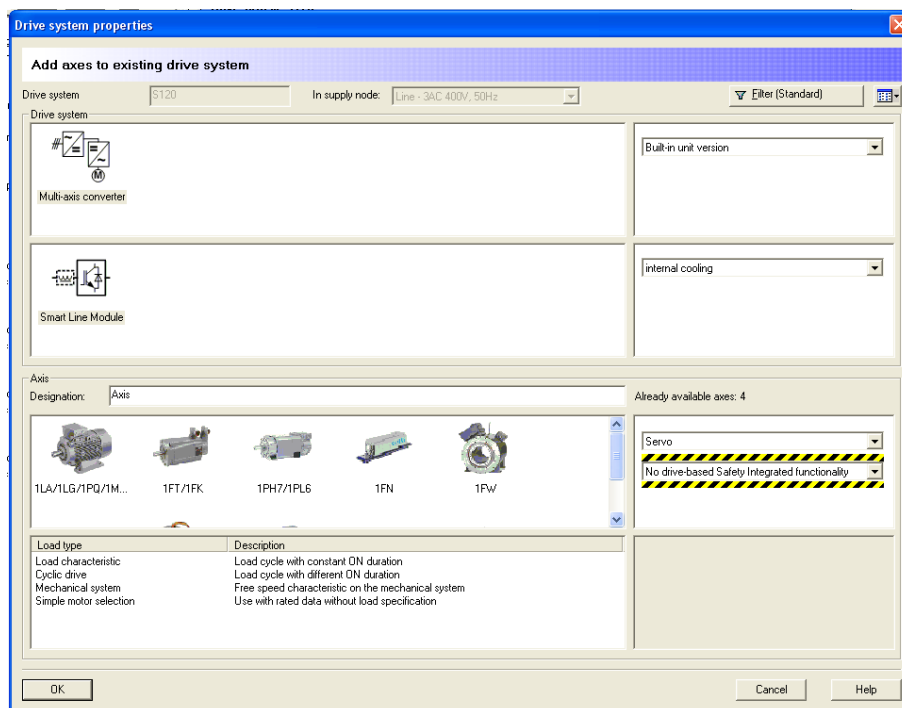 Drive system properties
Add axes to existing drive system
Drive system S120 In supply node: Line - 3AC 400V, 50Hz Filter (Standard)
Drive system
Multi-axis converter
Built-in unit version
M
Smart Line Module
internal cooling
Axis
Designation: Axis Already available axes: 4
1LA/1LG/1PQ/1M... 1FT/1FK 1PH7/1PL6 1FN 1FW
Servo
No drive-based Safety Integrated functionality
Load type Description
Load characteristic Load cycle with constant ON duration
Cyclic drive Load cycle with different ON duration
Mechanical system Free speed characteristic on the mechanical system
Simple motor selection Use with rated data without load specification
OK Cancel Help